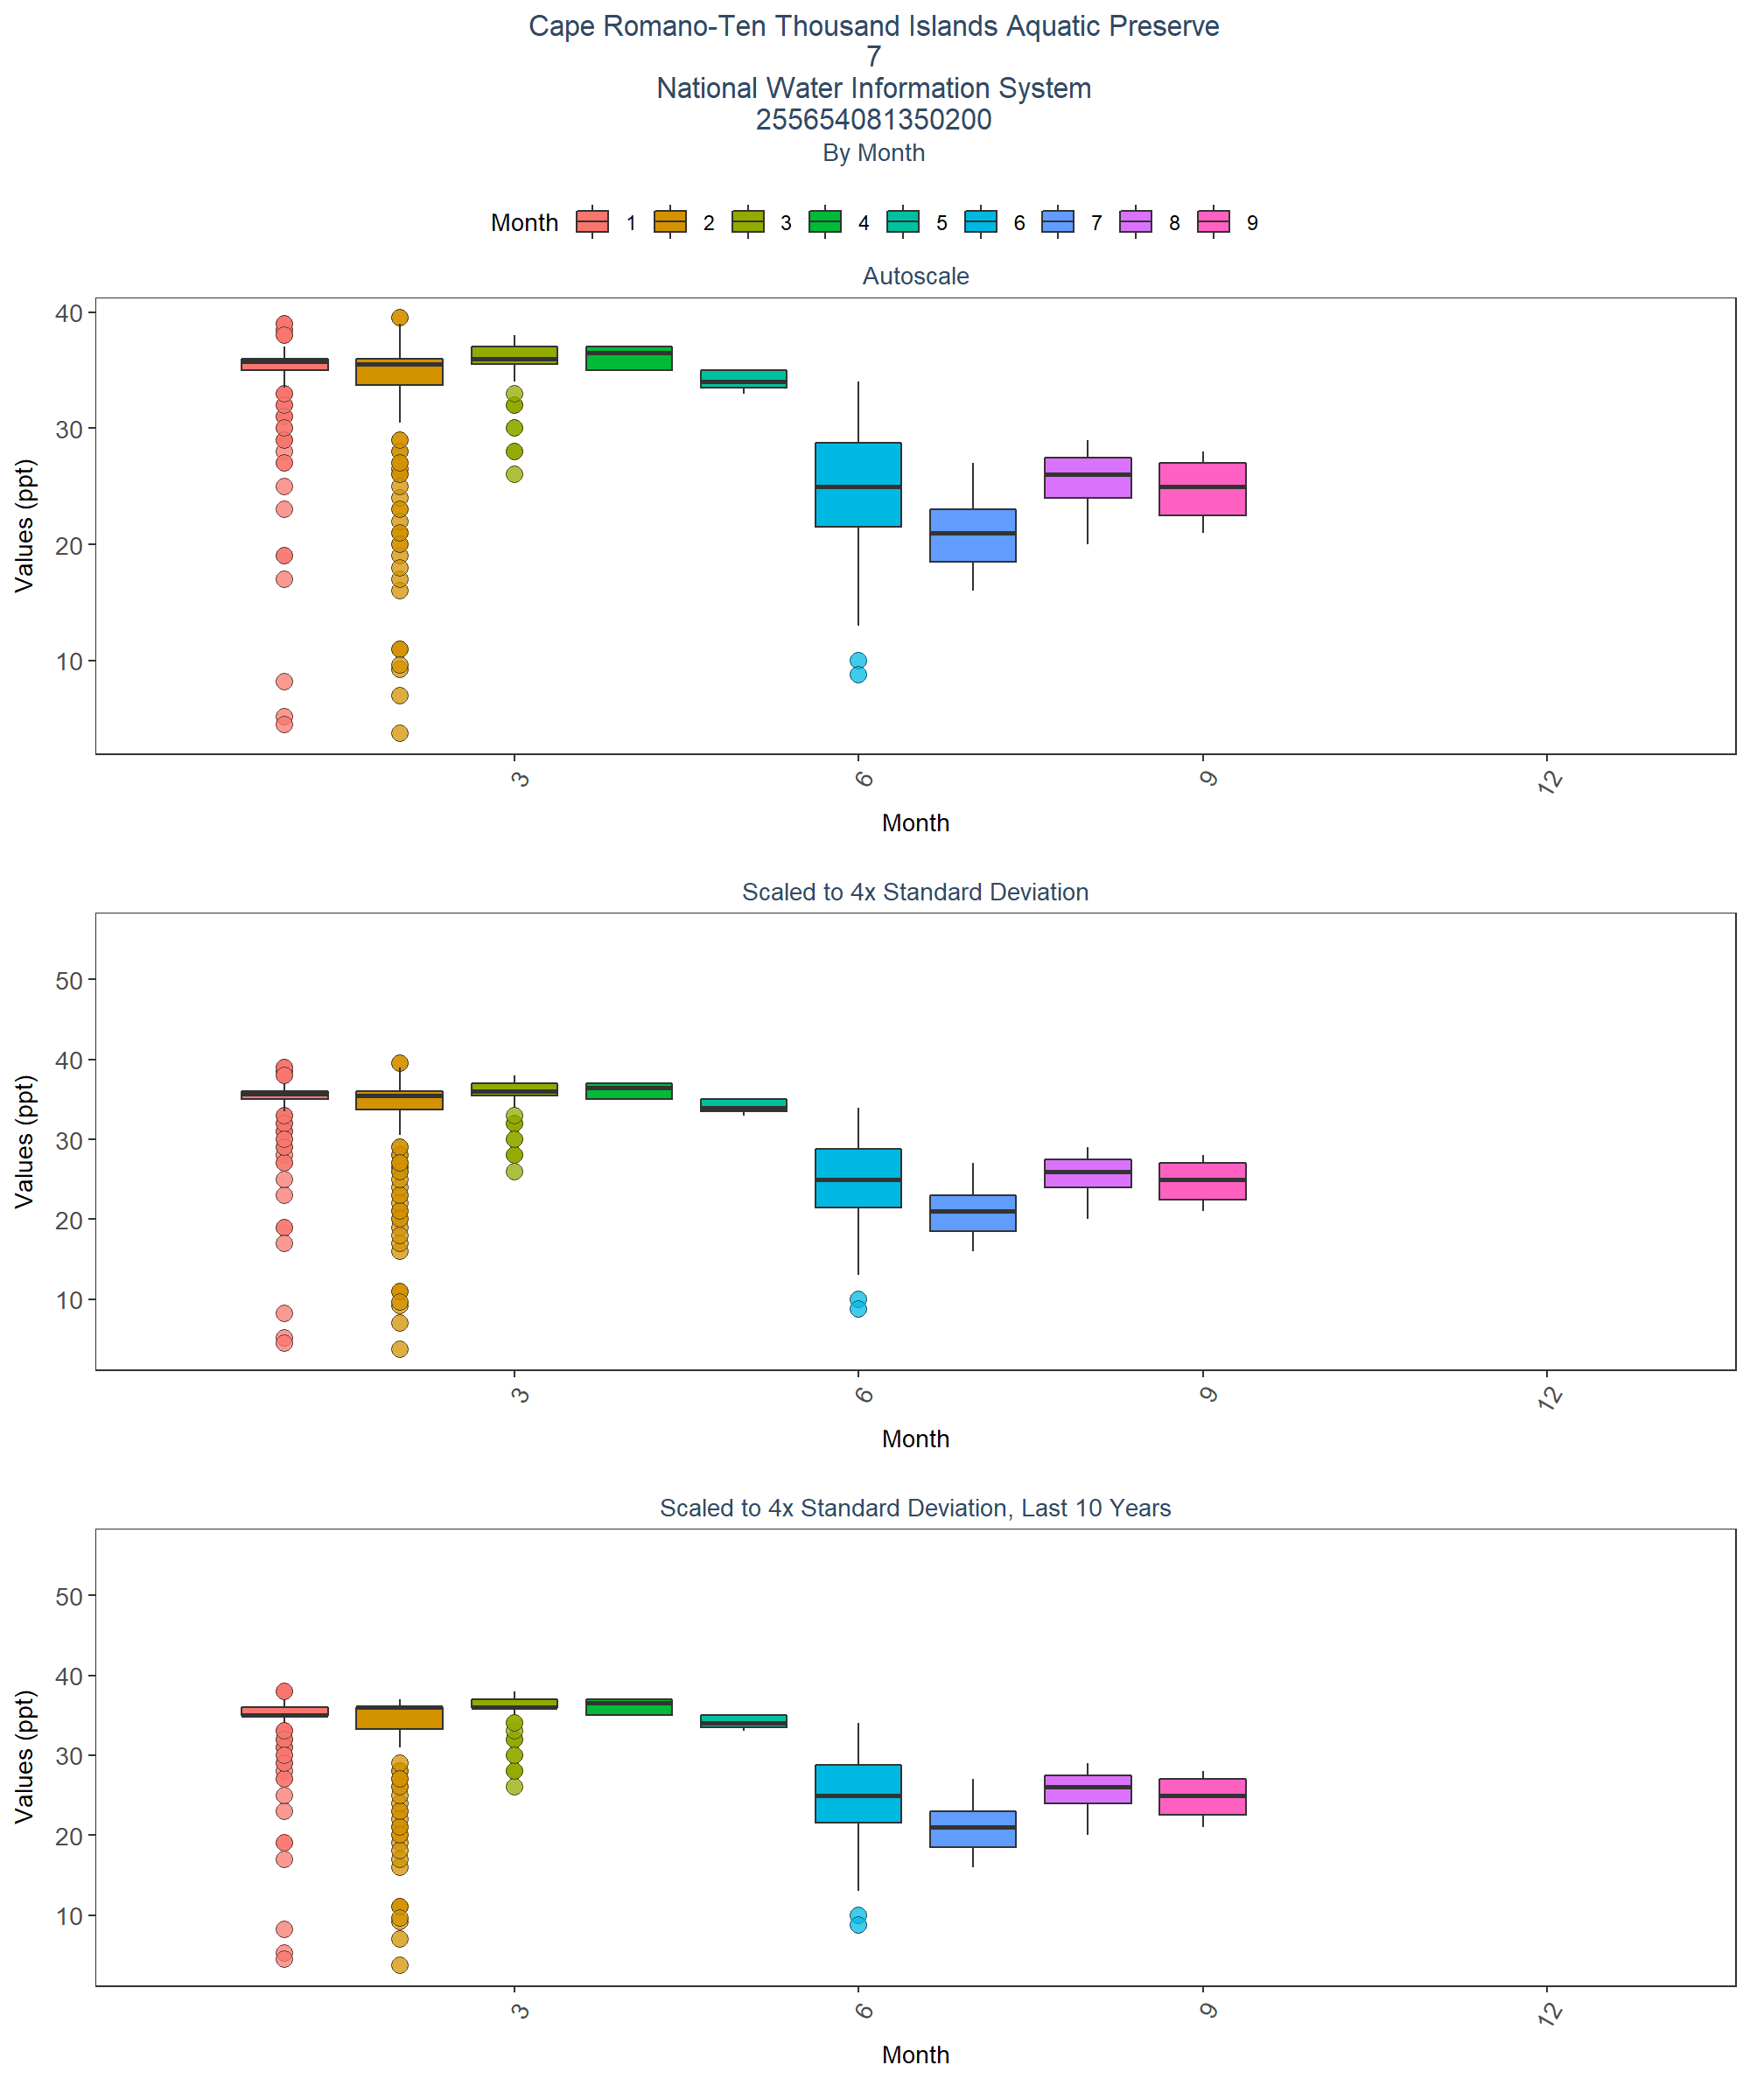 Cape Romano-Ten Thousand Islands Aquatic Preserve
7
National Water Information System
255654081350200
By Month
Month 1 2 3 4 5 6 7 8 9
Autoscale
Values (ppt)
40
30
20
10
3 6 9 12
Month
Scaled to 4x Standard Deviation
Values (ppt)
50
40
30
20
10
3 6 9 12
Month
Scaled to 4x Standard Deviation, Last 10 Years
Values (ppt)
50
40
30
20
10
3 6 9 12
Month